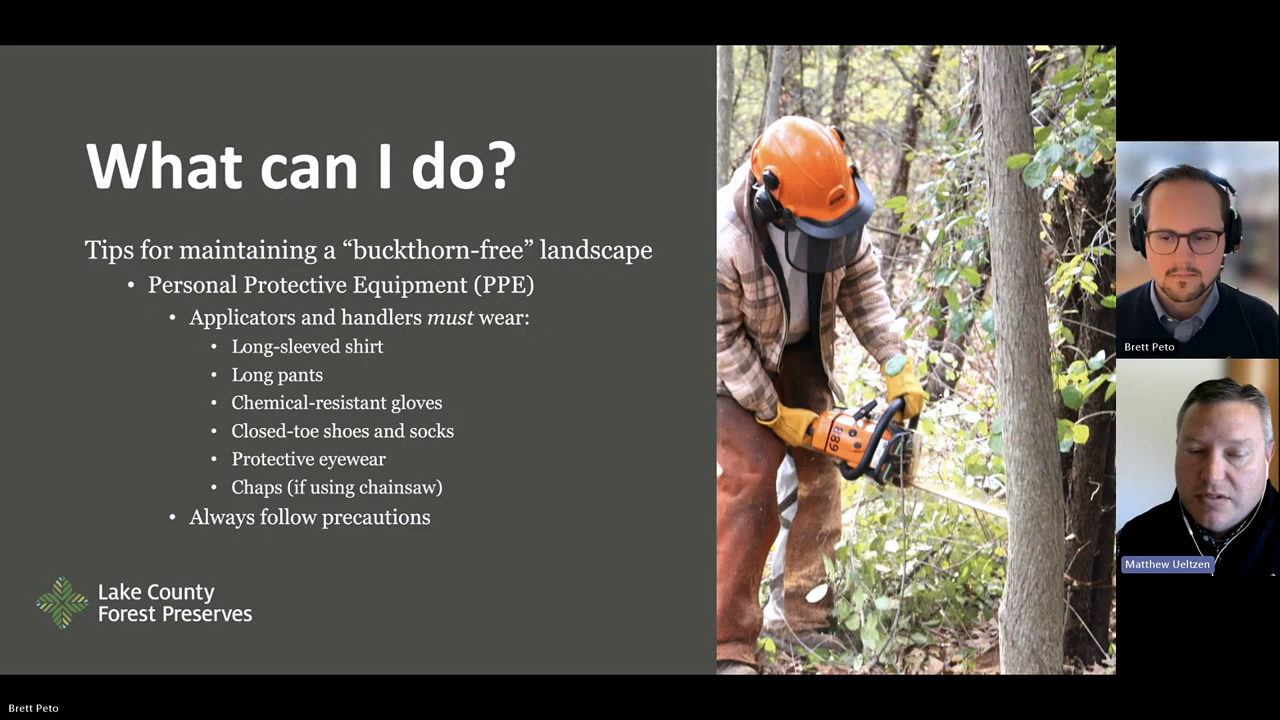 What can I do?
Tips for maintaining a “buckthorn-free” landscape
• Personal Protective Equipment (PPE)
• Applicators and handlers must wear:
• Long-sleeved shirt
• Long pants
• Chemical-resistant gloves
• Closed-toe shoes and socks
• Protective eyewear
• Chaps (if using chainsaw)
• Always follow precautions
Lake County
Forest Preserves
689
Brett Peto
Matthew Ueltzen
Brett Peto